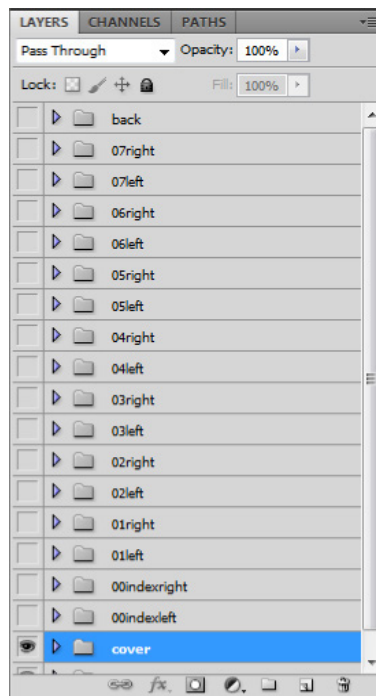 LAYERS CHANNELS PATHS
Pass Through Opacity: 100%
Lock: Fill: 100%
back
07right
07left
06right
06left
05right
05left
04right
04left
03right
03left
02right
02left
01right
01left
00indexright
00indexleft
cover
fx.